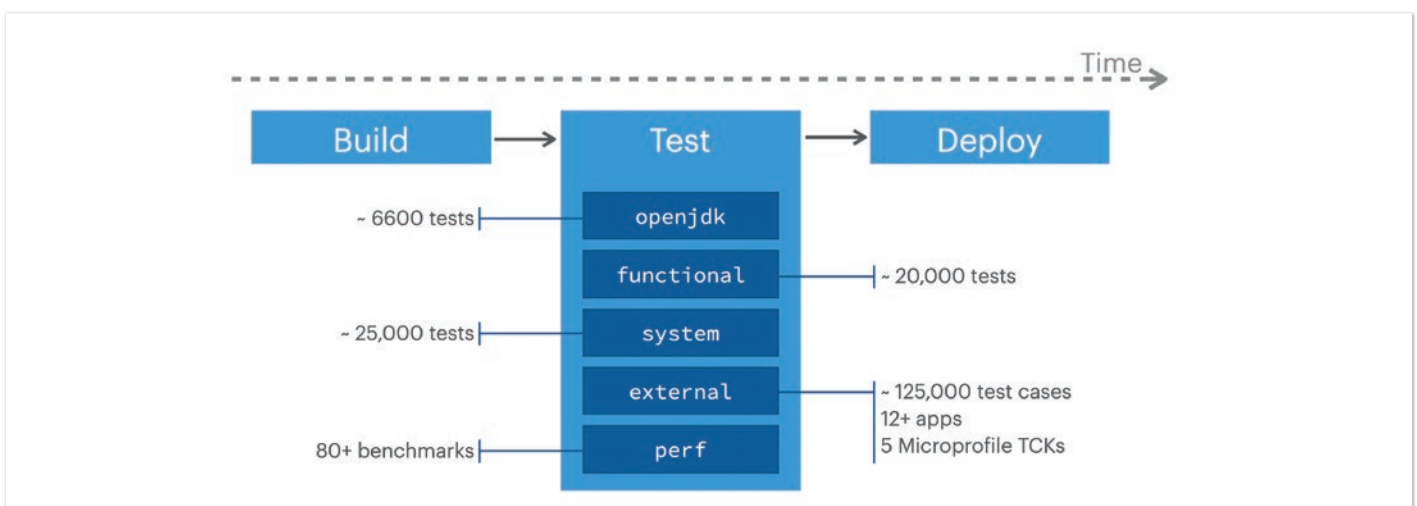 Time
Build
Test
Deploy
~ 6600 tests
openjdk
functional
~ 20,000 tests
~ 25,000 tests
system
external
~ 125,000 test cases
12+ apps
5 Microprofile TCKs
80+ benchmarks
perf